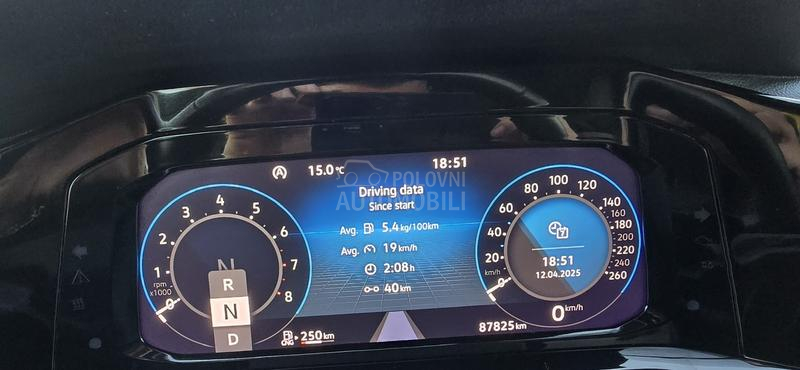 15.0°C
18:51
POLOVNI
AUTOMOBILI
Driving data
Since start
Avg. 5.4 kg/100km
Avg. 19 km/h
2:08 h
40 km
0 1 2 3 4 5 6 7 8
rpm
x1000
N
R
N
D
CNG 250 km
0 20 40 60 80 100 120 140 160 180 200 220 240 260
km/h
7
18:51
12.04.2025
0 km/h
87825 km